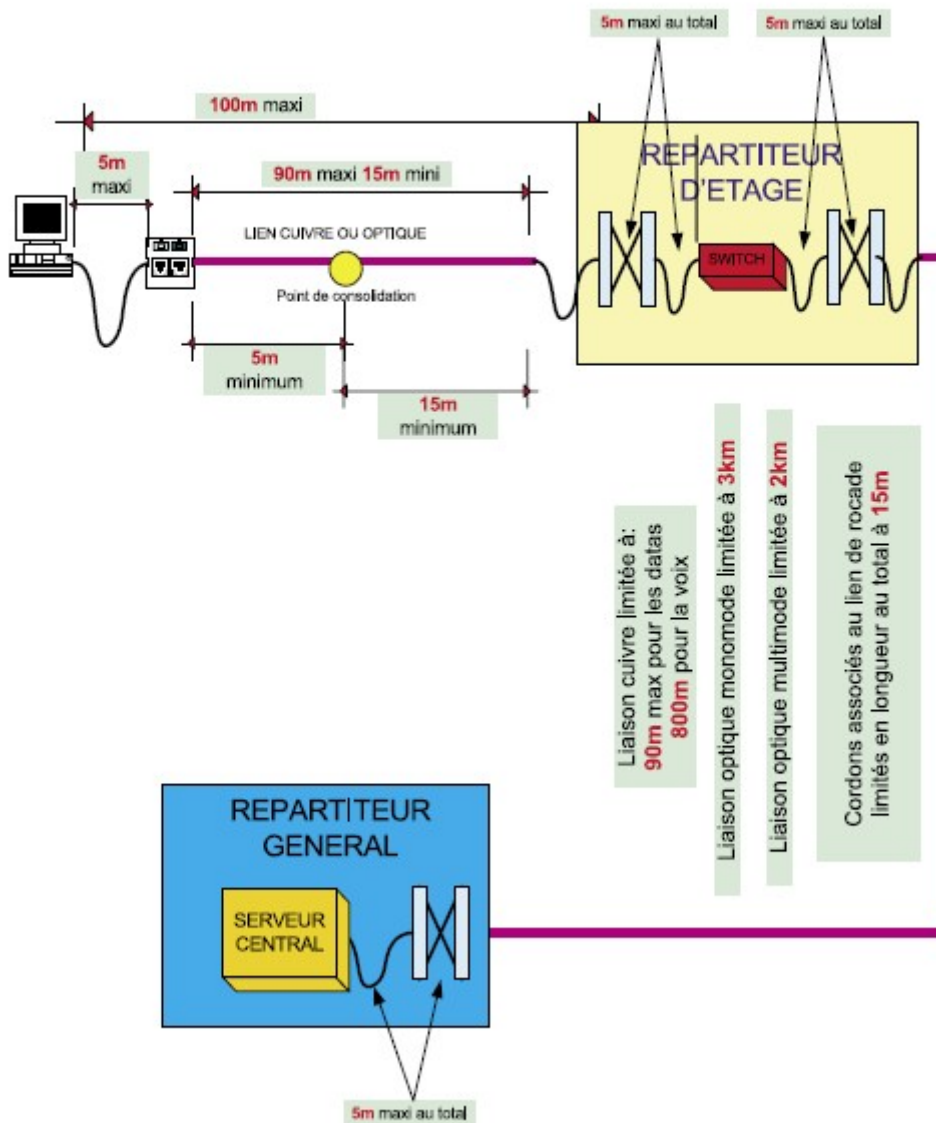 5m maxi au total
5m maxi au total
100m maxi
5m
maxi
90m maxi 15m mini
REPARTITEUR
D'ETAGE
LIEN CUIVRE OU OPTIQUE
SWITCH
Point de consolidation
5m
minimum
15m
minimum
Liaison cuivre limitée à:
90m max pour les datas
800m pour la voix
Liaison optique monomode limitée à 3km
Liaison optique multimode limitée à 2km
Cordons associés au lien de rocade
limités en longueur au total à 15m
REPARTITEUR
GENERAL
SERVEUR
CENTRAL
5m maxi au total